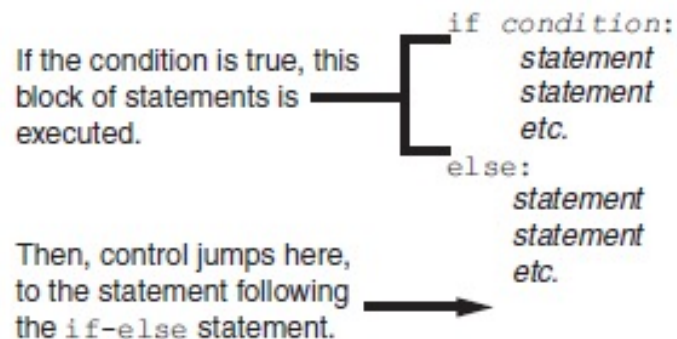 if condition:
If the condition is true, this
statement
block of statements is
statement
executed.
etc.
else:
statement
statement
Then, control jumps here,
etc.
to the statement following
the if-else statement.